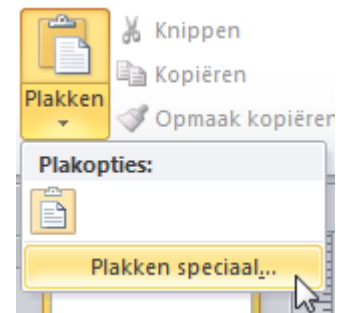 Knippen
Kopiëren
Plakken
Opmaak kopiëren
Plakopties:
Plakken speciaal...